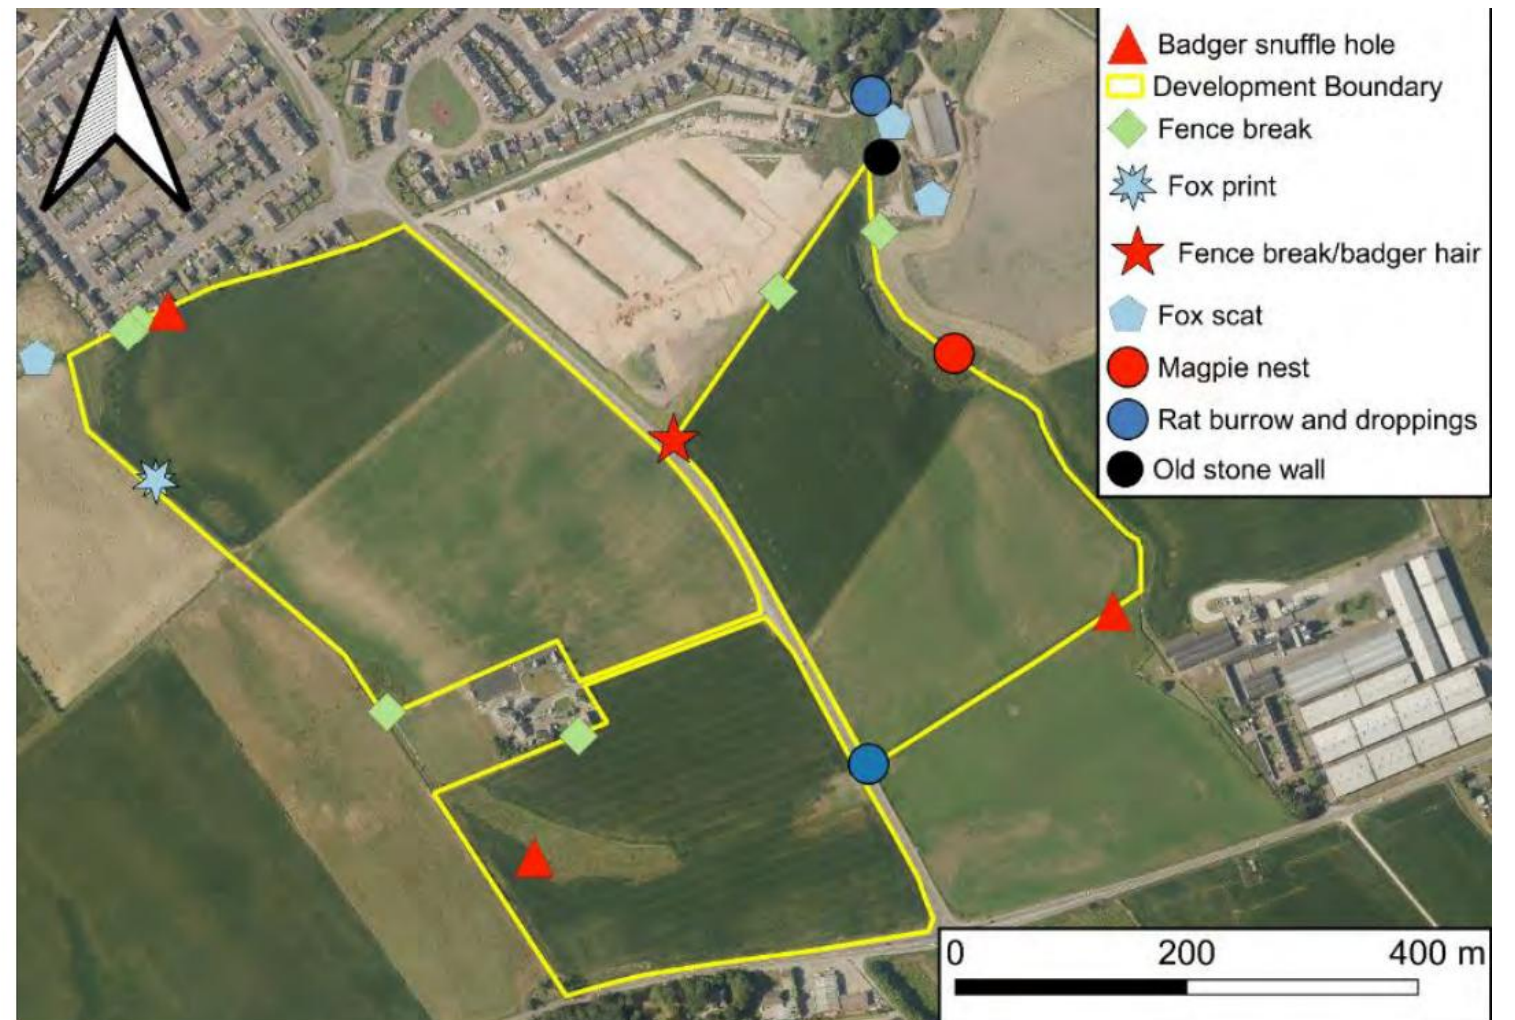 Badger snuffle hole
Development Boundary
Fence break
Fox print
Fence break/badger hair
Fox scat
Magpie nest
Rat burrow and droppings
Old stone wall
0 200 400 m